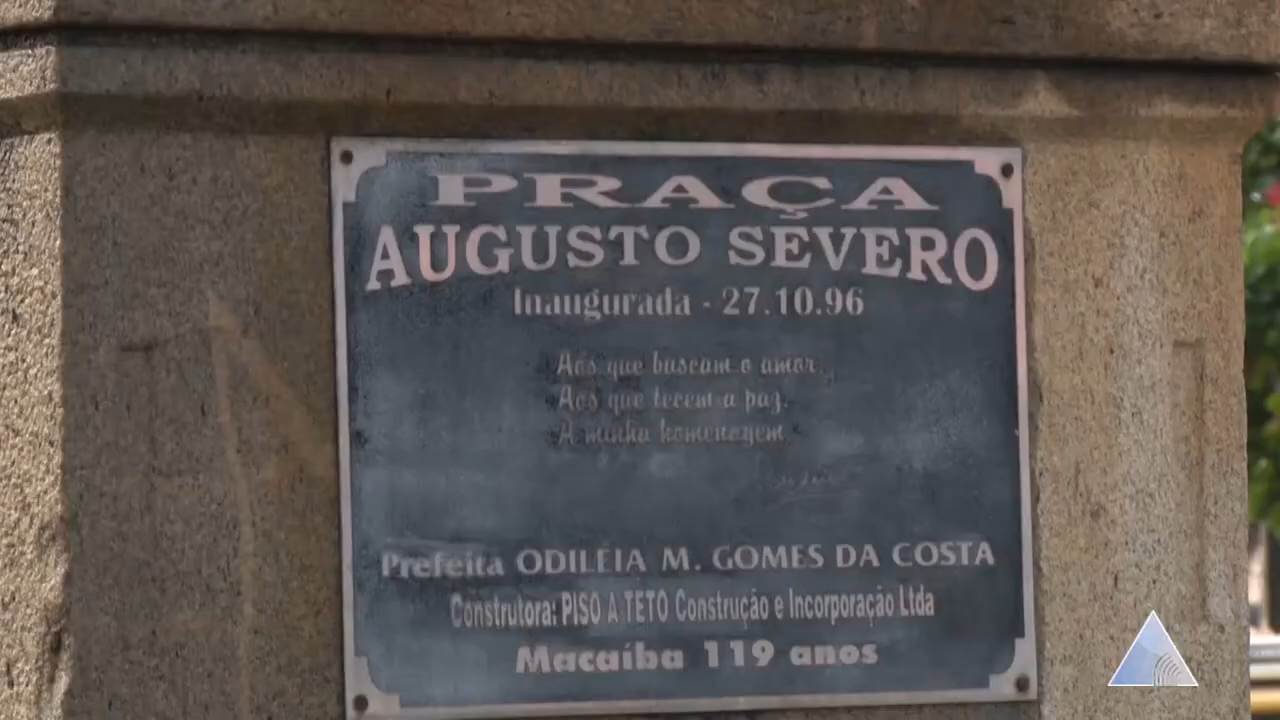 PRAÇA
AUGUSTO SÉVERO
Inaugurada - 27.10.96
Aos que buscam o amor.
Aos que tecem a paz.
A minha homenagem
Prefeita ODILÉIA M. GOMES DA COSTA
Construtora: PISO A TETO Construção e Incorporação Ltda
Macaíba 119 anos